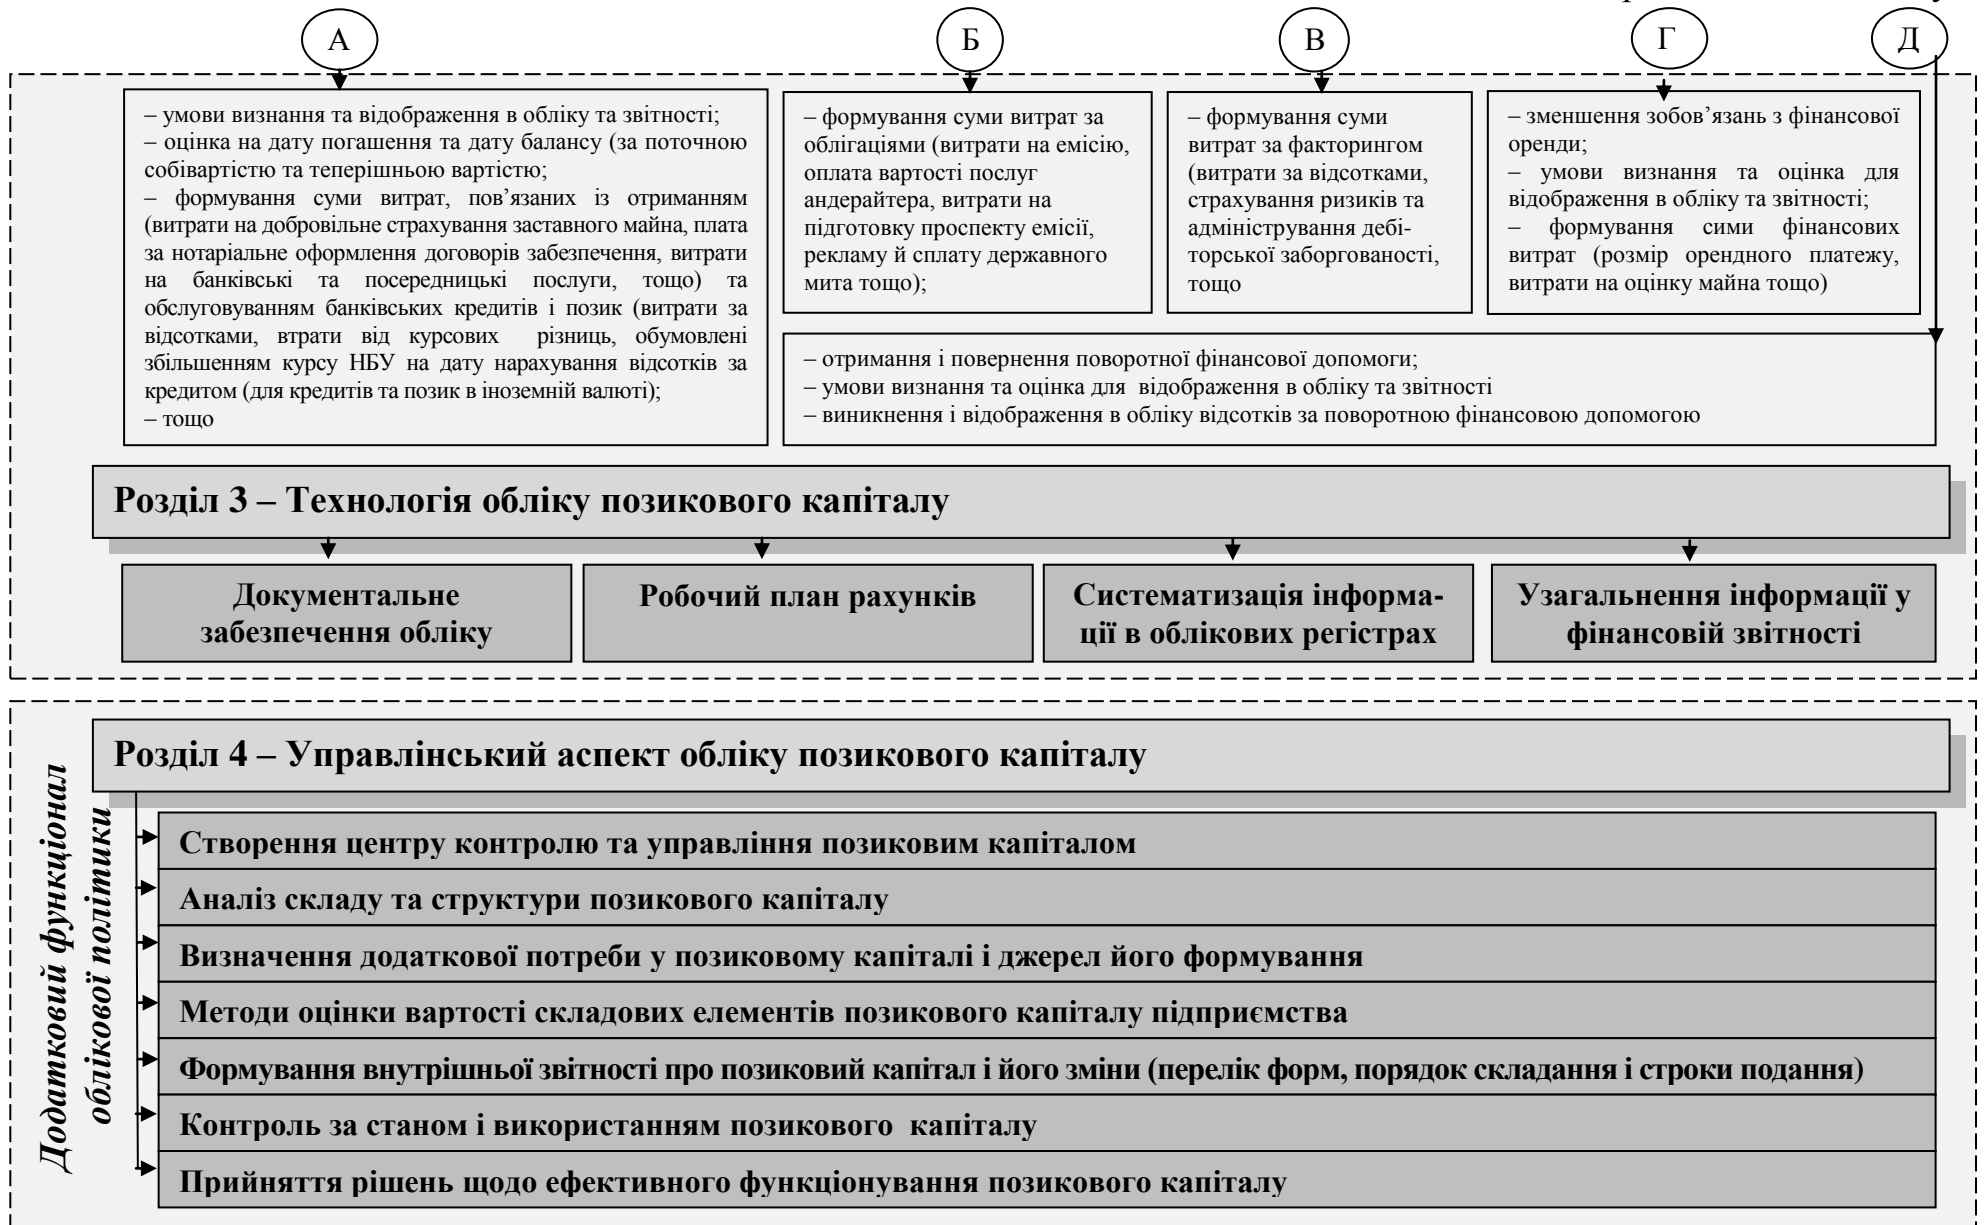 А
Б
В
Г
Д
– умови визнання та відображення в обліку та звітності;
– оцінка на дату погашення та дату балансу (за поточною
собівартістю та теперішньою вартістю;
– формування суми витрат, пов’язаних із отриманням
(витрати на добровільне страхування заставного майна, плата
за нотаріальне оформлення договорів забезпечення, витрати
на банківські та посередницькі послуги, тощо) та
обслуговуванням банківських кредитів і позик (витрати за
відсотками, втрати від курсових різниць, обумовлені
збільшенням курсу НБУ на дату нарахування відсотків за
кредитом (для кредитів та позик в іноземній валюті);
– тощо
– формування суми витрат за
облігаціями (витрати на емісію,
оплата вартості послуг
андерайтера, витрати на
підготовку проспекту емісії,
рекламу й сплату державного
мита тощо);
– формування суми
витрат за факторингом
(витрати за відсотками,
страхування ризиків та
адміністрування дебі-
торської заборгованості,
тощо
– зменшення зобов’язань з фінансової
оренди;
– умови визнання та оцінка для
відображення в обліку та звітності;
– формування сими фінансових
витрат (розмір орендного платежу,
витрати на оцінку майна тощо)
– отримання і повернення поворотної фінансової допомоги;
– умови визнання та оцінка для відображення в обліку та звітності
– виникнення і відображення в обліку відсотків за поворотною фінансовою допомогою
Розділ 3 – Технологія обліку позикового капіталу
Документальне
забезпечення обліку
Робочий план рахунків
Систематизація інформа-
ції в облікових регістрах
Узагальнення інформації у
фінансовій звітності
Додатковий функціонал
облікової політики
Розділ 4 – Управлінський аспект обліку позикового капіталу
Створення центру контролю та управління позиковим капіталом
Аналіз складу та структури позикового капіталу
Визначення додаткової потреби у позиковому капіталі і джерел його формування
Методи оцінки вартості складових елементів позикового капіталу підприємства
Формування внутрішньої звітності про позиковий капітал і його зміни (перелік форм, порядок складання і строки подання)
Контроль за станом і використанням позикового капіталу
Прийняття рішень щодо ефективного функціонування позикового капіталу